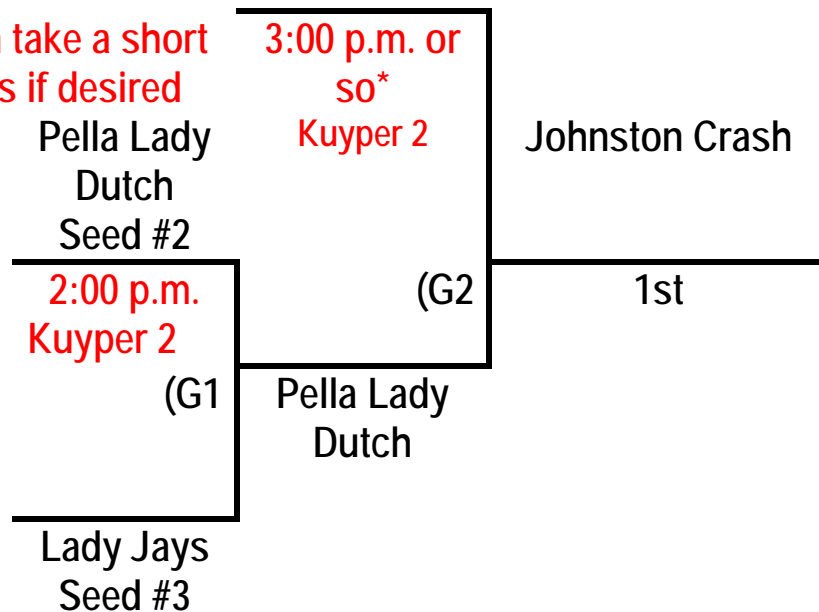 take a short
if desired
3:00 p.m. or
so*
Kuyper 2
Pella Lady
Dutch
Seed #2
Johnston Crash
2:00 p.m.
Kuyper 2
(G2
1st
(G1
Pella Lady
Dutch
Lady Jays
Seed #3